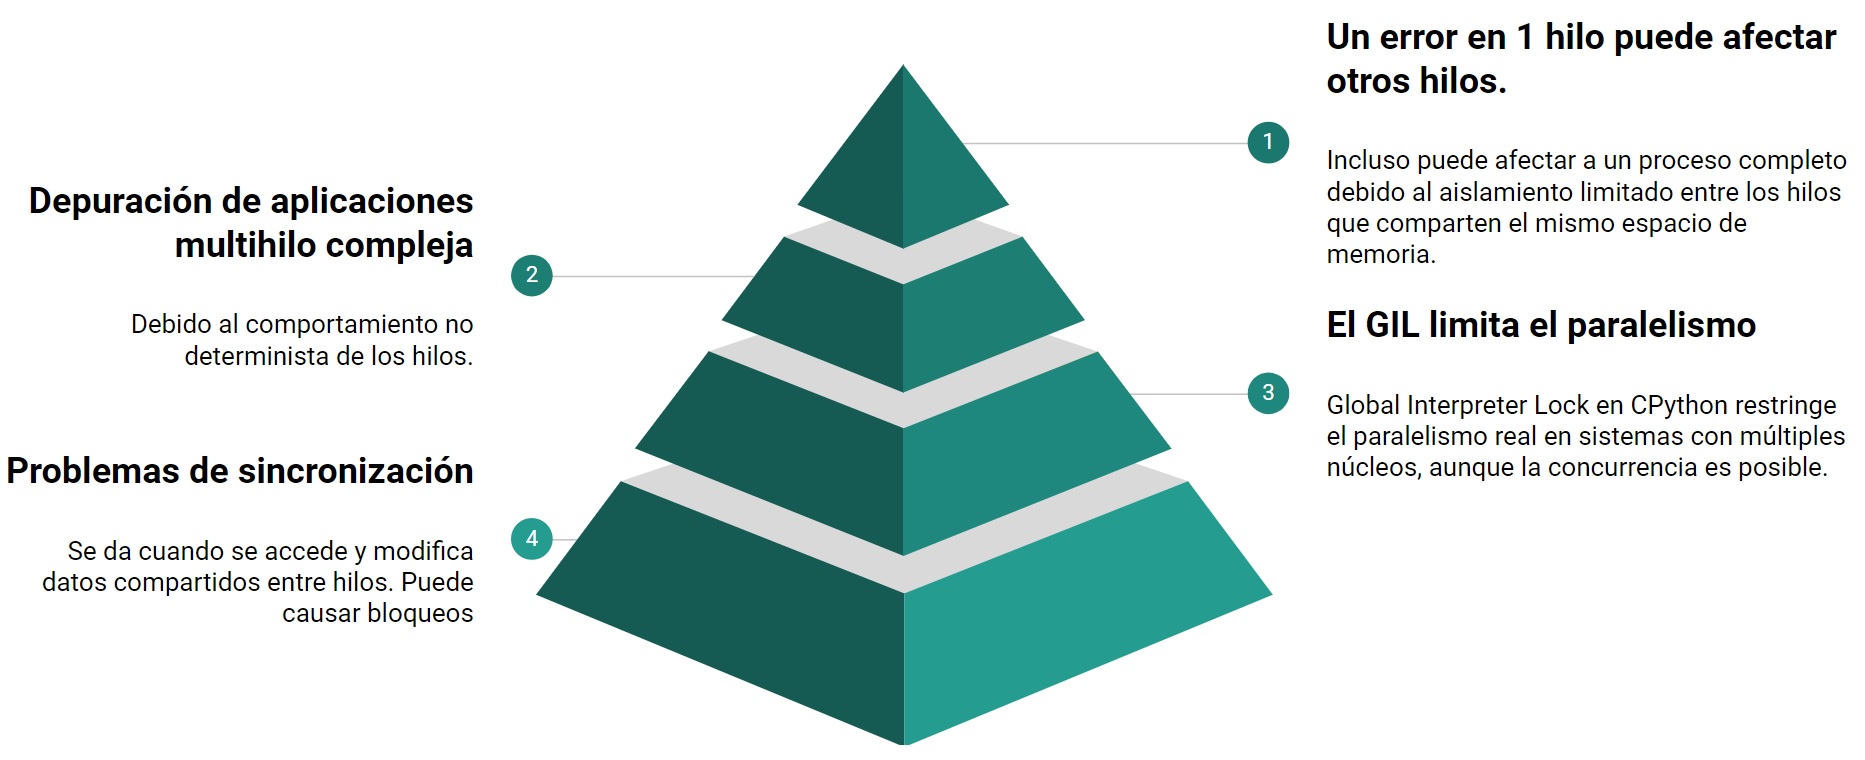 Un error en 1 hilo puede afectar
otros hilos.
1
Incluso puede afectar a un proceso completo
debido al aislamiento limitado entre los hilos
que comparten el mismo espacio de
memoria.
Depuración de aplicaciones
multihilo compleja
2
Debido al comportamiento no
determinista de los hilos.
El GIL limita el paralelismo
3
Global Interpreter Lock en CPython restringe
el paralelismo real en sistemas con múltiples
núcleos, aunque la concurrencia es posible.
Problemas de sincronización
4
Se da cuando se accede y modifica
datos compartidos entre hilos. Puede
causar bloqueos